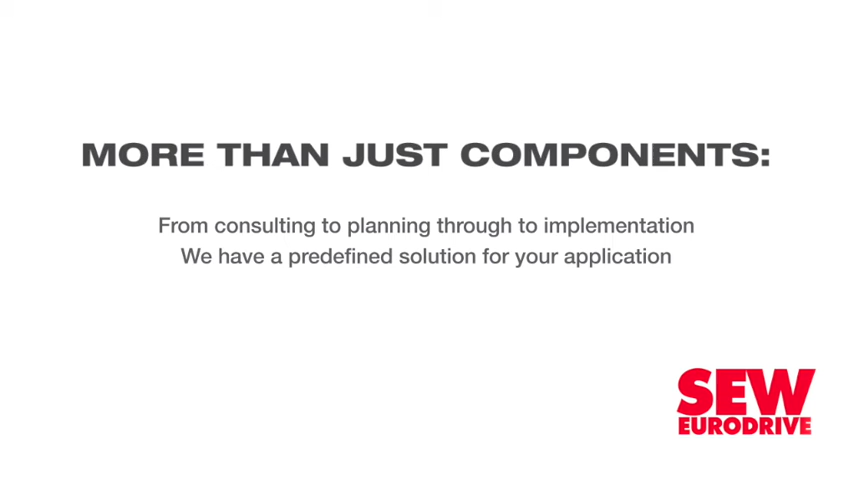 MORE THAN JUST COMPONENTS:
From consulting to planning through to implementation
We have a predefined solution for your application
SEW
EURODRIVE